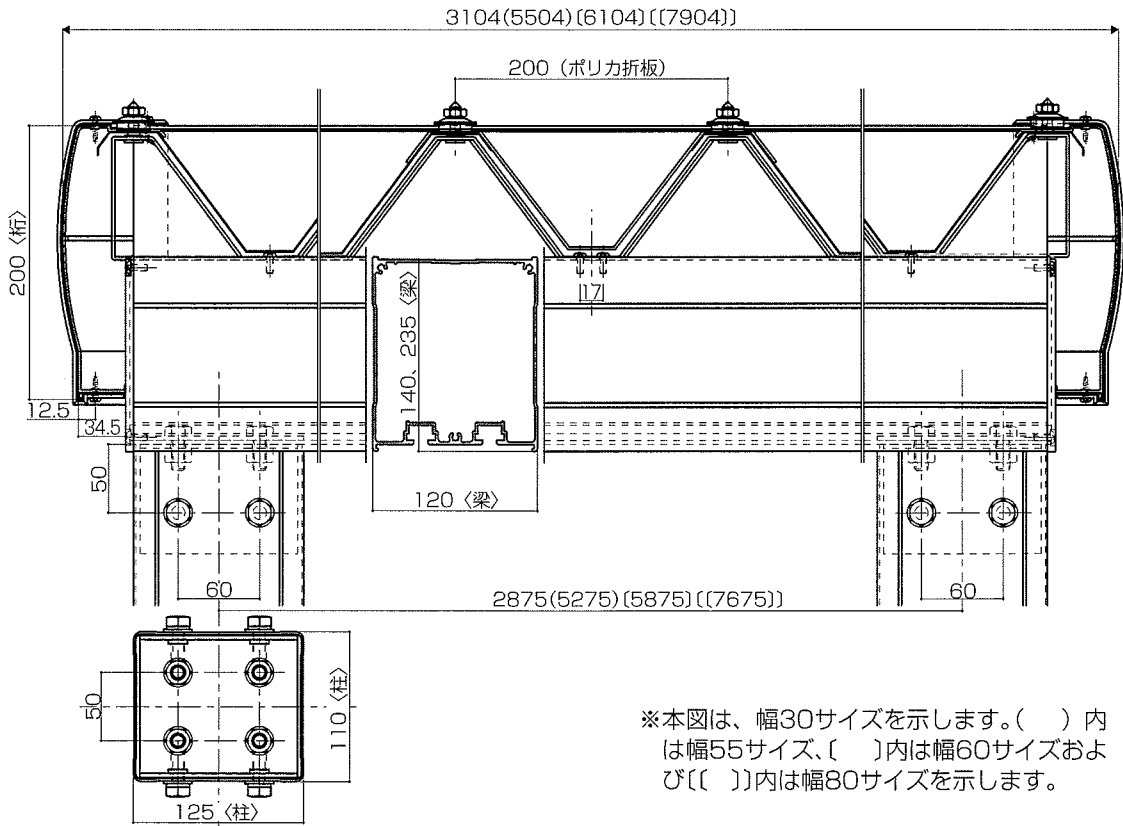 3104(5504)〔6104〕〔〔7904〕〕
200（ポリカ折板）
200〈桁〉
17
140、235〈梁〉
12.5
34.5
50
120〈梁〉
60
2875(5275)〔5875〕〔〔7675〕〕
60
50
110〈柱〉
125〈柱〉
※本図は、幅30サイズを示します。(　)内
は幅55サイズ、〔　〕内は幅60サイズおよ
び〔〔　〕〕内は幅80サイズを示します。